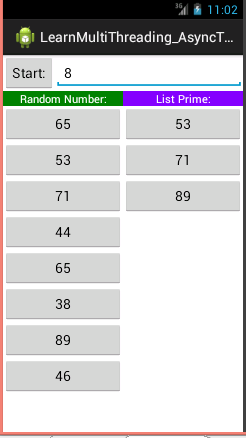 3G 11:02
LearnMultiThreading_AsyncT...
Start: 8
Random Number: List Prime:
65 53
53 71
71 89
44
65
38
89
46